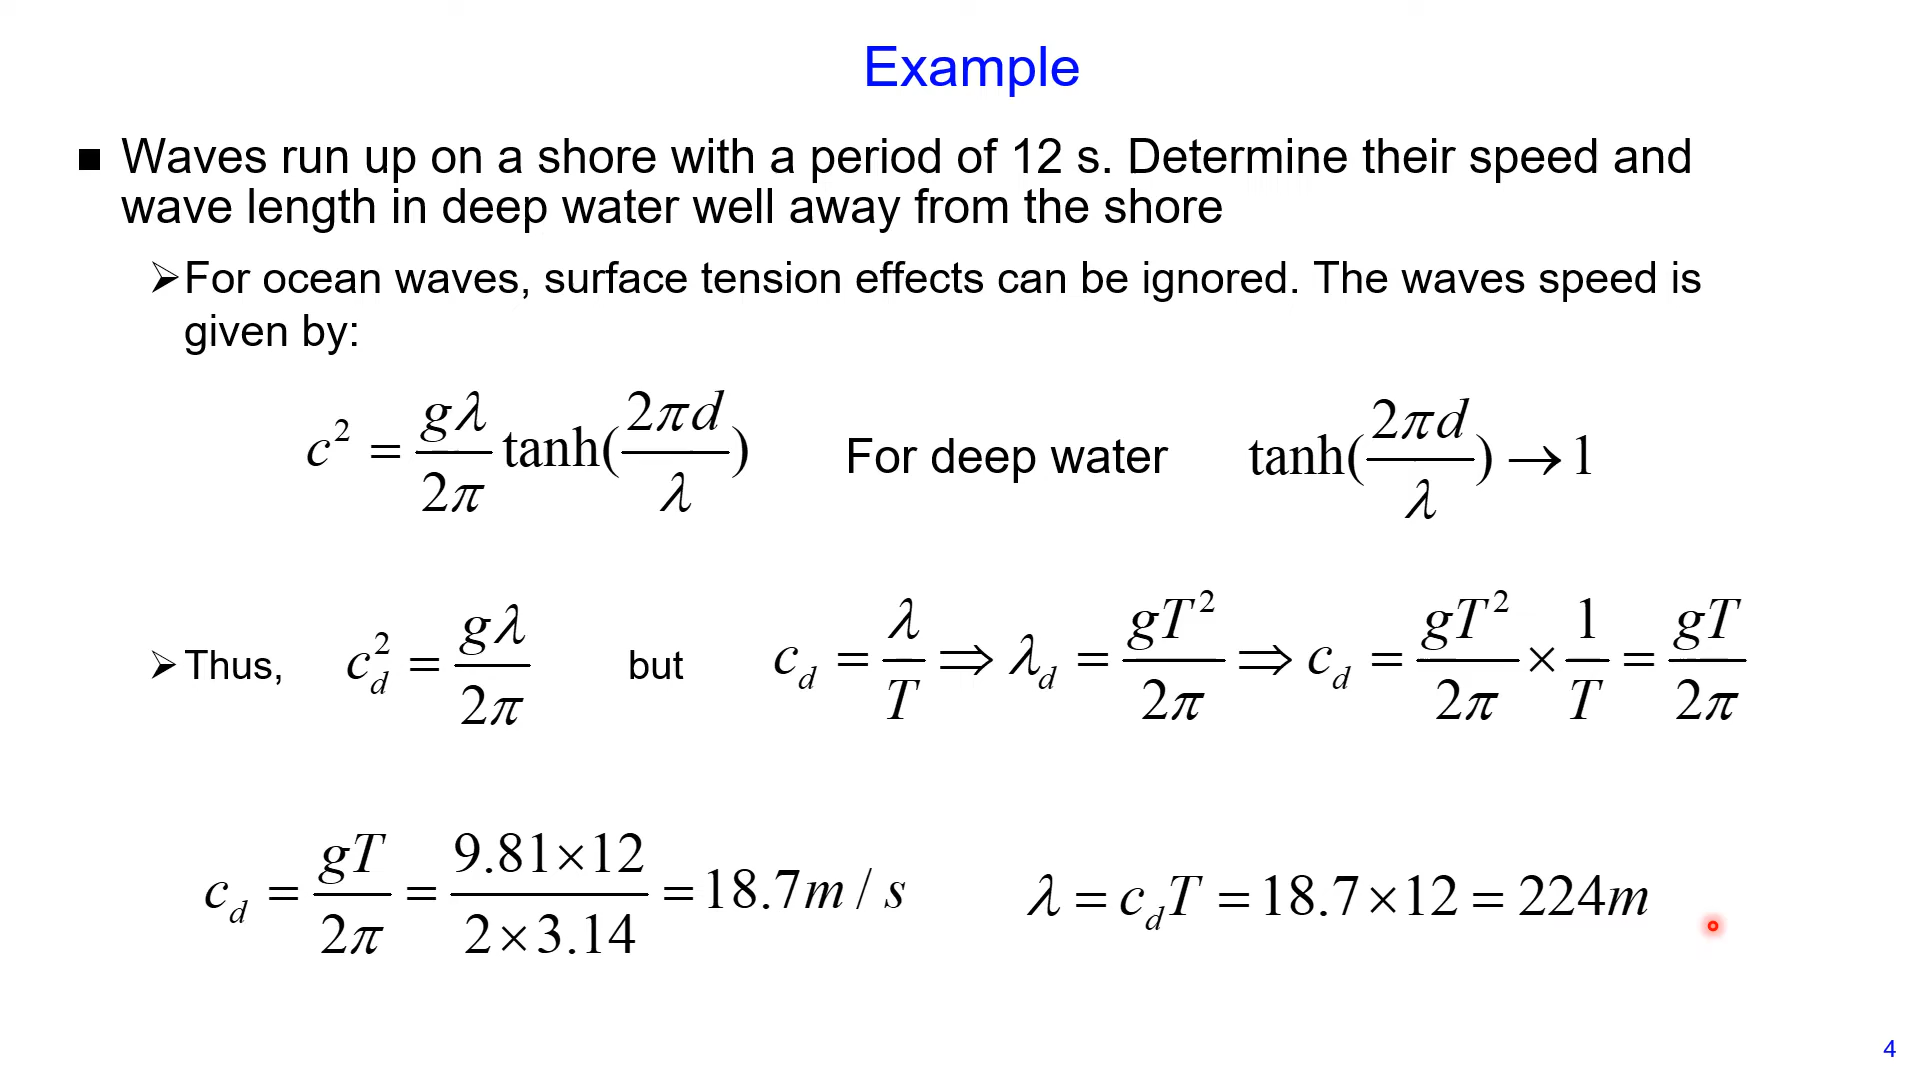 Example
■ Waves run up on a shore with a period of 12 s. Determine their speed and
wave length in deep water well away from the shore
➢For ocean waves, surface tension effects can be ignored. The waves speed is
given by:
c² = gλ/2π tanh(2πd/λ) For deep water tanh(2πd/λ) → 1
➢Thus, c_d² = gλ/2π but c_d = λ/T ⇒ λ_d = gT²/2π ⇒ c_d = gT²/2π × 1/T = gT/2π
c_d = gT/2π = 9.81×12/2×3.14 = 18.7m / s λ = c_dT = 18.7×12 = 224m
4